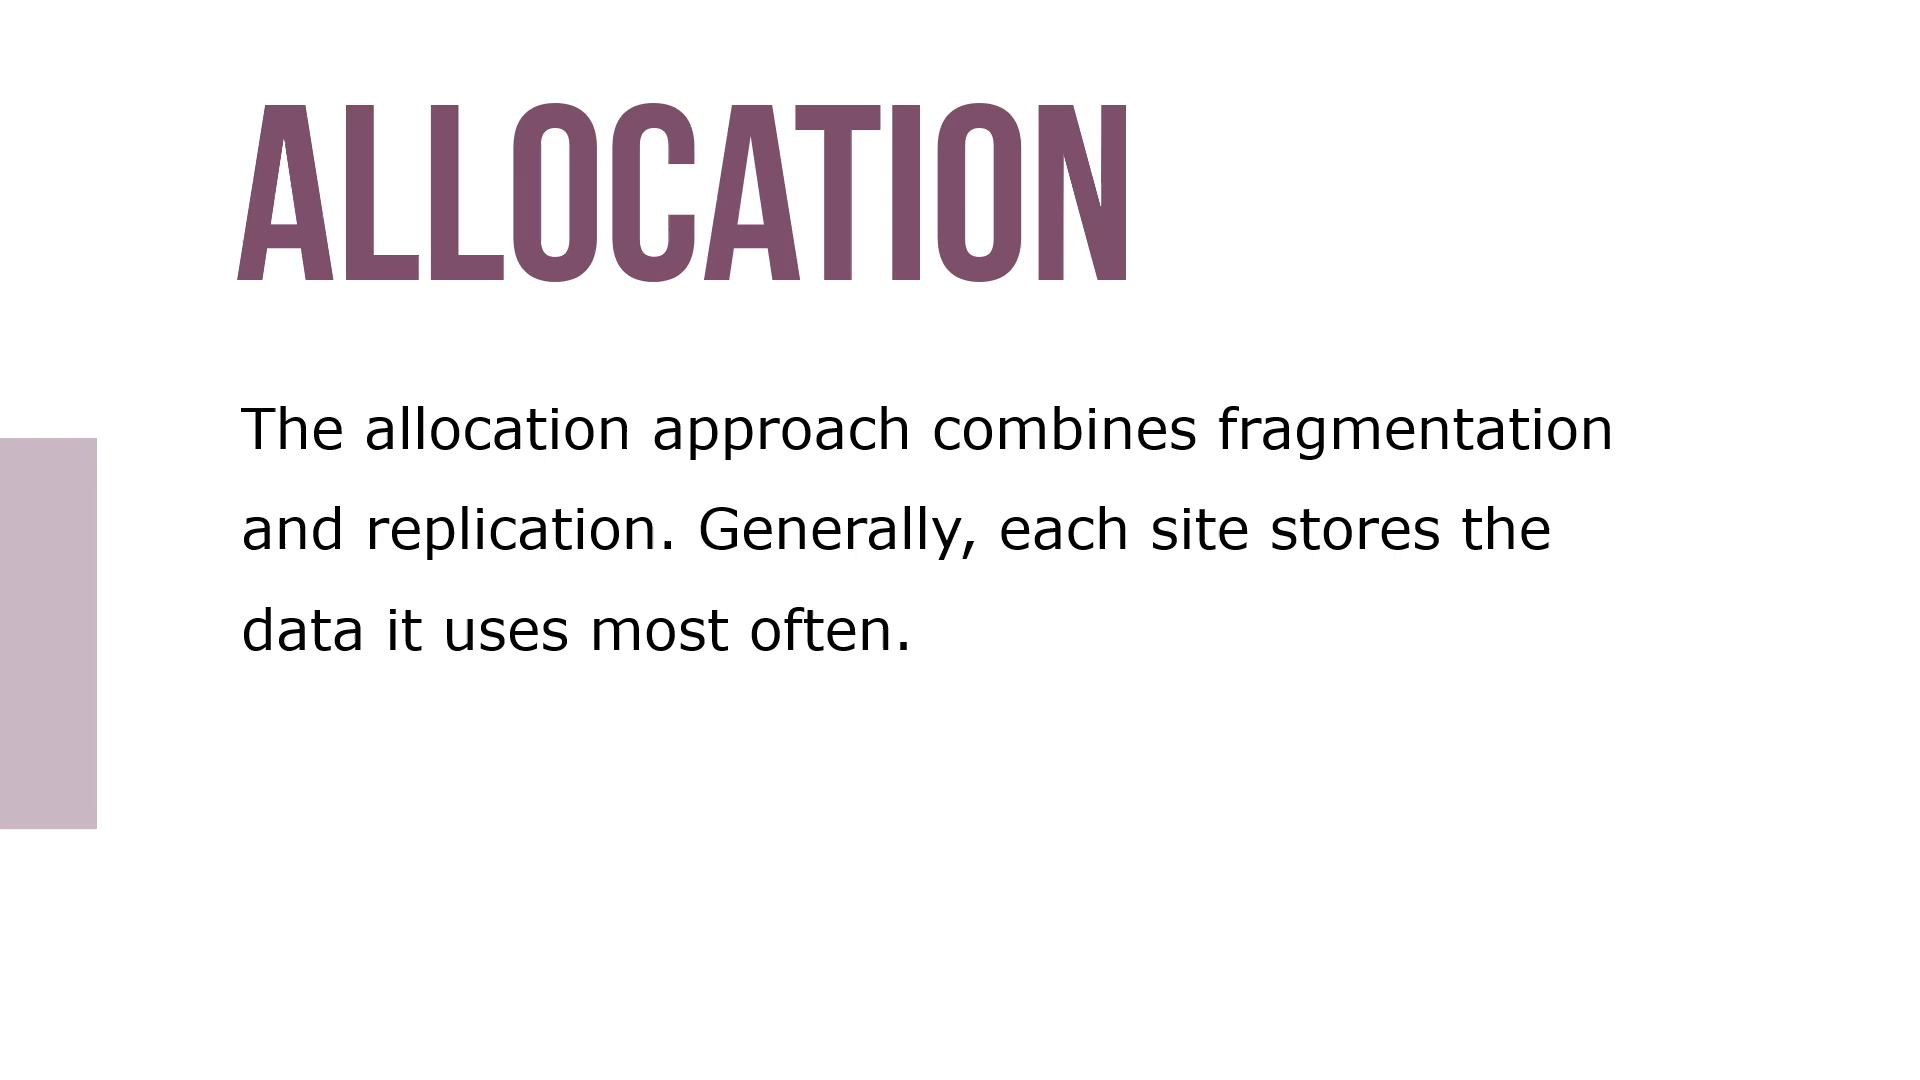 ALLOCATION
The allocation approach combines fragmentation
and replication. Generally, each site stores the
data it uses most often.